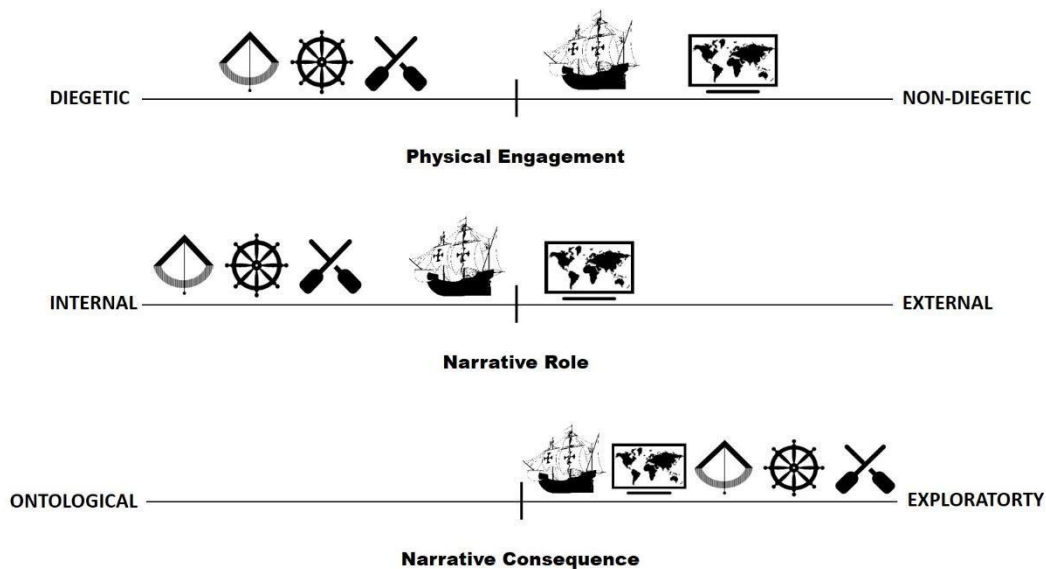 DIEGETIC
NON-DIEGETIC
Physical Engagement
INTERNAL
EXTERNAL
Narrative Role
ONTOLOGICAL
EXPLORATORTY
Narrative Consequence